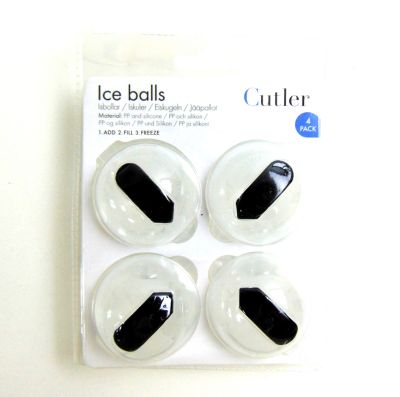 Ice balls
Isbollar / Iskuler / Eiskugeln / Jääpallot
Material: PP and silicone / PP och silikon /
PP og silikon / PP und Silikon / PP ja silikoni
1. ADD 2. FILL 3. FREEZE
Cutler
4
PACK